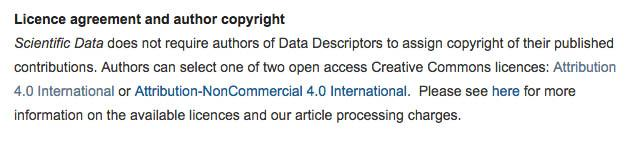 Licence agreement and author copyright
Scientific Data does not require authors of Data Descriptors to assign copyright of their published
contributions. Authors can select one of two open access Creative Commons licences: Attribution
4.0 International or Attribution-NonCommercial 4.0 International.  Please see here for more
information on the available licences and our article processing charges.